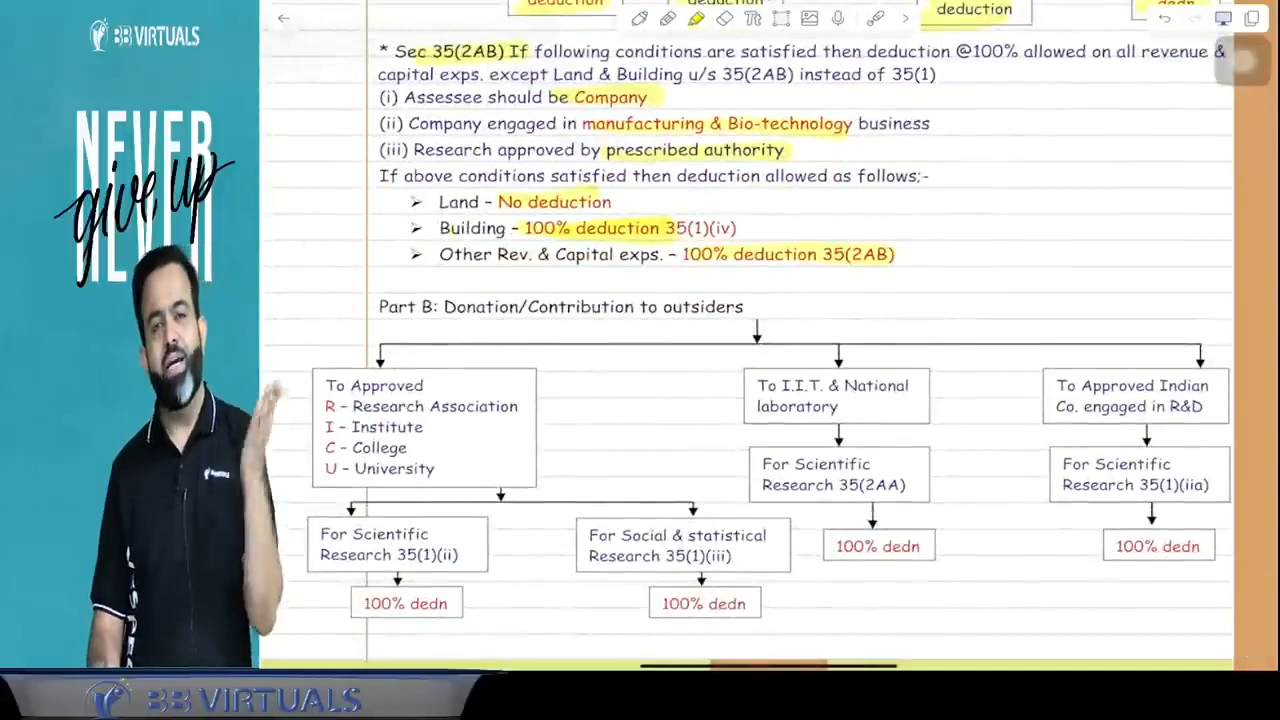 BB VIRTUALS
NEVER
give up
NEVER
deduction
deduction
deduction
dedn
* Sec.35(2AB) If following conditions are satisfied then deduction @100% allowed on all revenue &
capital exps. except Land & Building u/s 35(2AB) instead of 35(1)
(i) Assessee should be Company
(ii) Company engaged in manufacturing & Bio-technology business
(iii) Research approved by prescribed authority
If above conditions satisfied then deduction allowed as follows;-
➢ Land – No deduction
➢ Building – 100% deduction 35(1)(iv)
➢ Other Rev. & Capital exps. – 100% deduction 35(2AB)
Part B: Donation/Contribution to outsiders
To Approved
R – Research Association
I – Institute
C – College
U – University
To I.I.T. & National
laboratory
To Approved Indian
Co. engaged in R&D
For Scientific
Research 35(2AA)
For Scientific
Research 35(1)(iia)
For Scientific
Research 35(1)(ii)
For Social & statistical
Research 35(1)(iii)
100% dedn
100% dedn
100% dedn
100% dedn
BB VIRTUALS